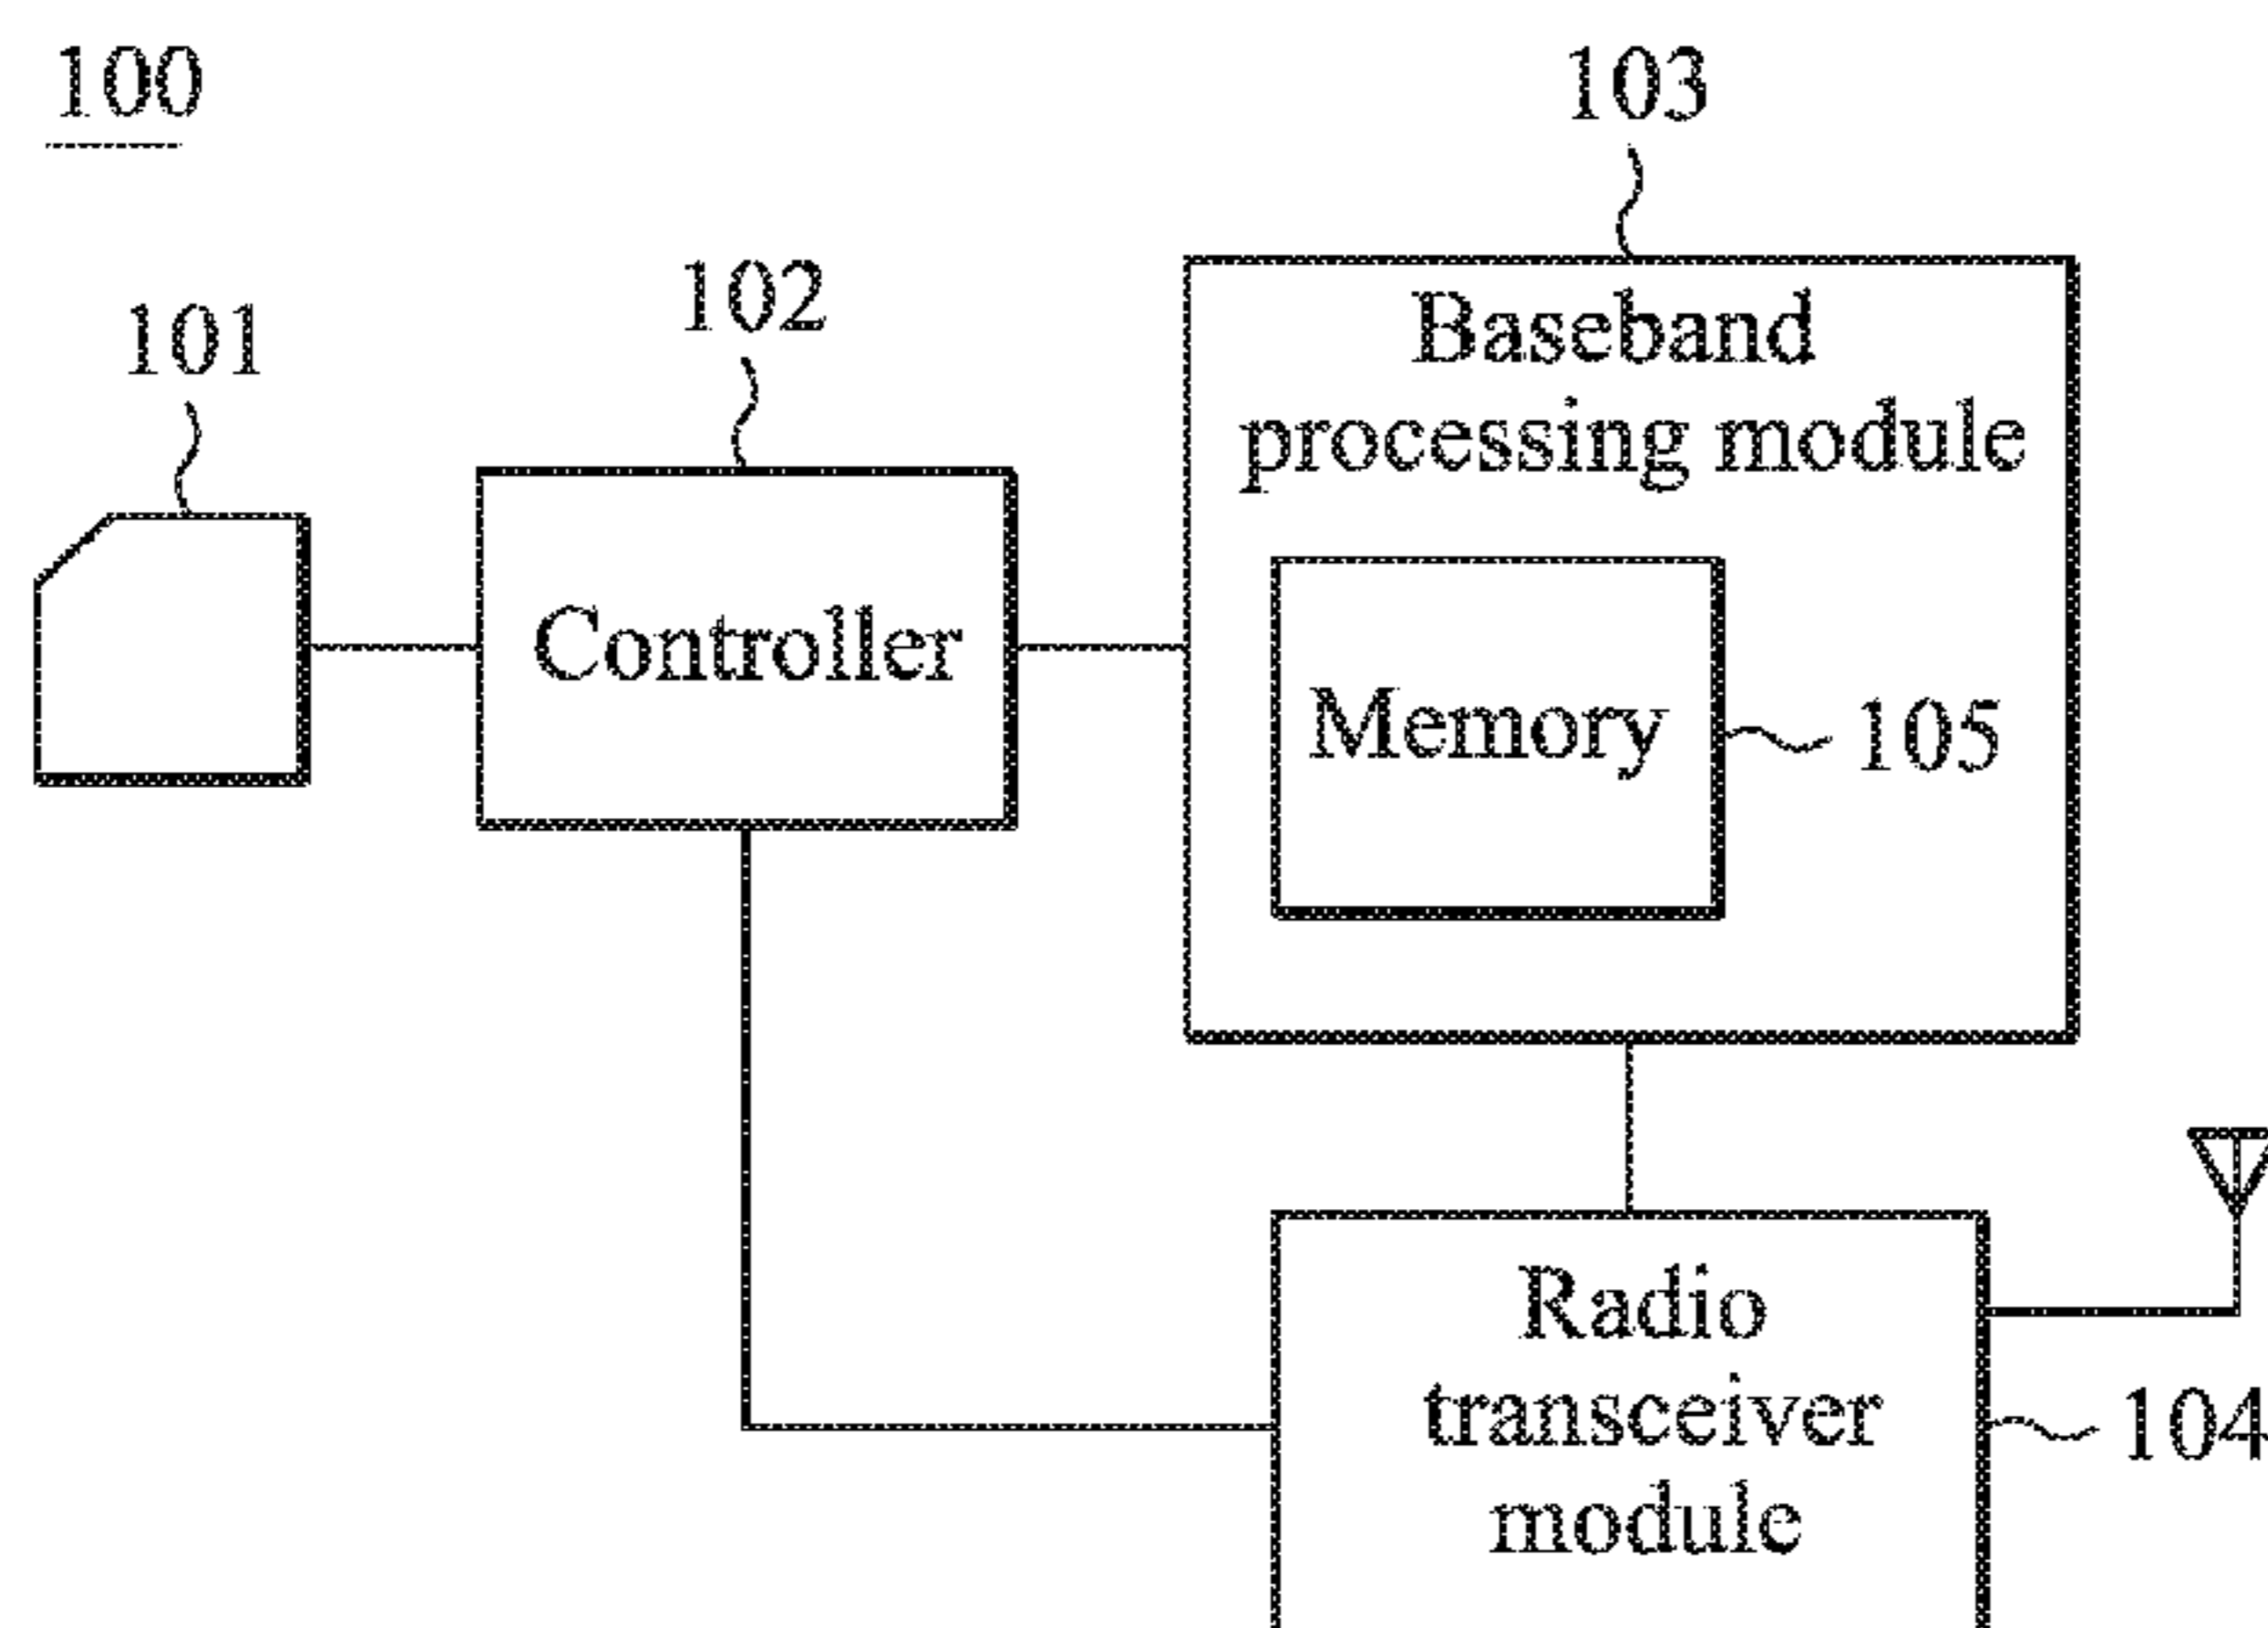 100
103
102
101
Baseband
processing module
Controller
Memory
105
Radio
transceiver
module
104